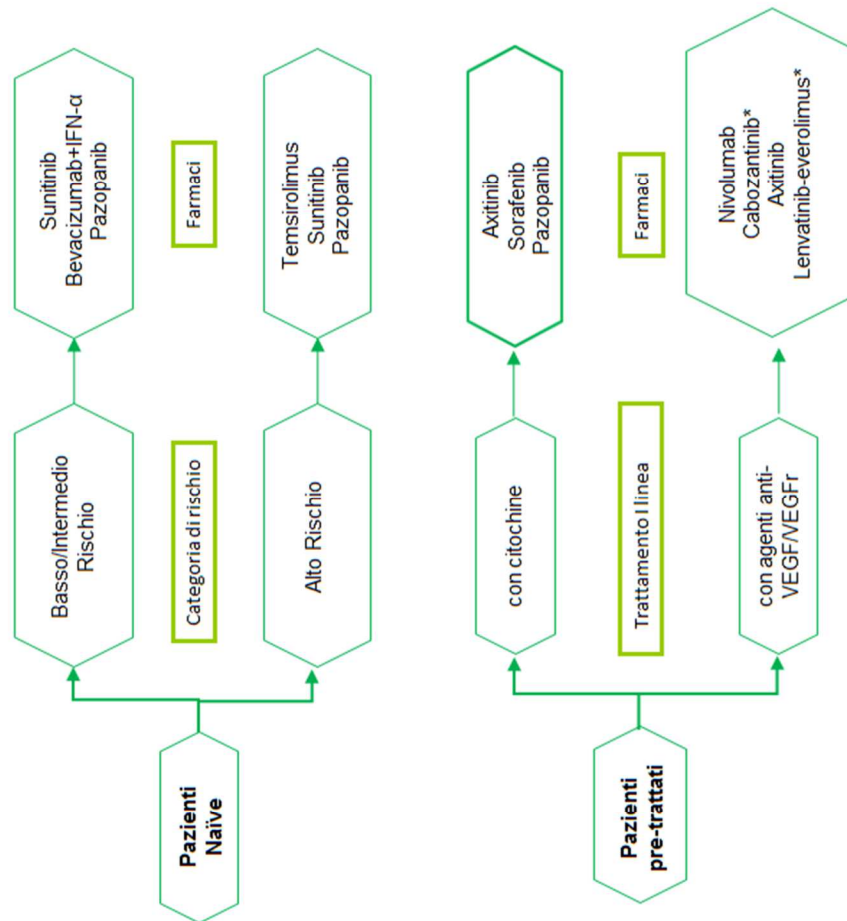 Pazienti
Naïve
Basso/Intermedio
Rischio
Categoria di rischio
Alto Rischio
Sunitinib
Bevacizumab+IFN-α
Pazopanib
Farmaci
Temsirolimus
Sunitinib
Pazopanib
Pazienti
pre-trattati
con citochine
Trattamento I linea
con agenti anti-
VEGF/VEGFr
Axitinib
Sorafenib
Pazopanib
Farmaci
Nivolumab
Cabozantinib*
Axitinib
Lenvatinib-everolimus*